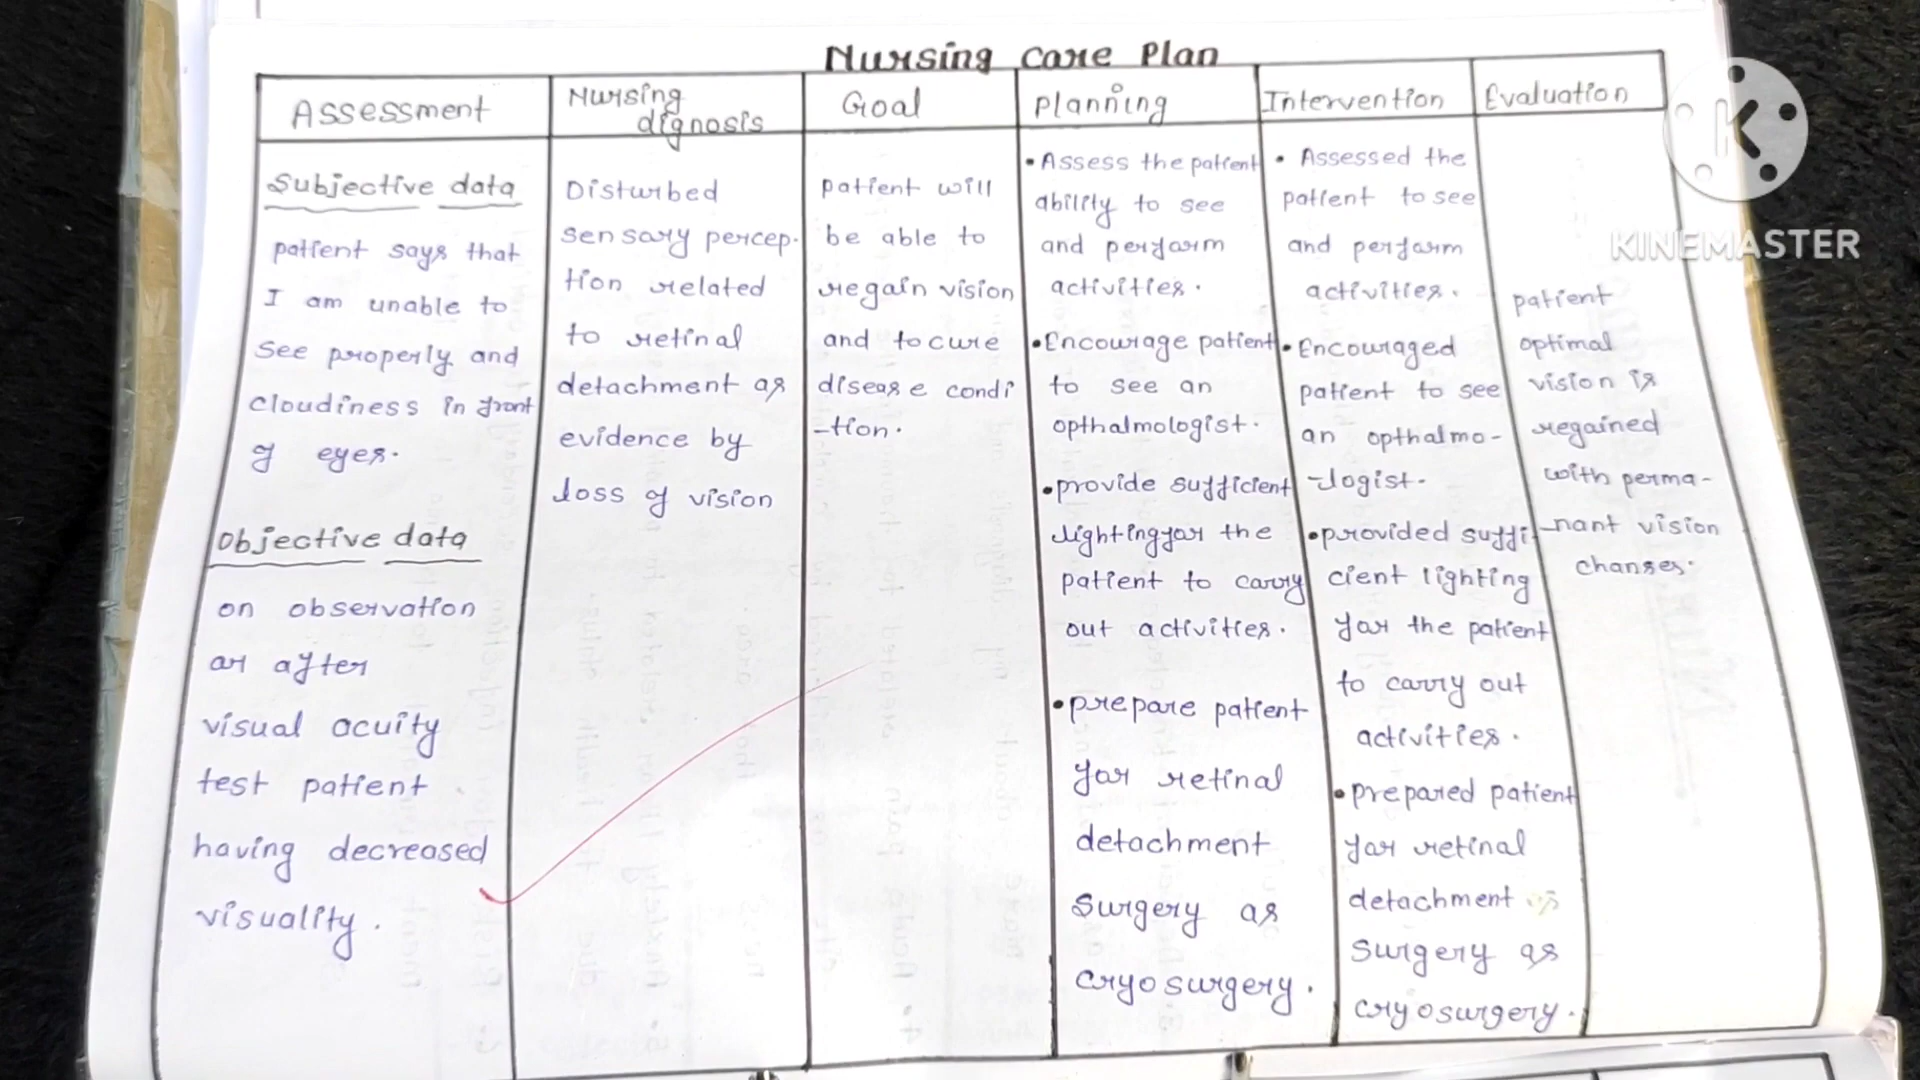 Nursing Care Plan
Assessment
Nursing
dignosis
Goal
Planning
Intervention
Evaluation
Subjective data
patient says that
I am unable to
see properly and
cloudiness in front
of eyes.
Objective data
on observation
or after
visual acuity
test patient
having decreased
visuality.
Disturbed
sensary percep-
tion related
to retinal
detachment as
evidence by
loss of vision
patient will
be able to
regain vision
and to cure
disease condi
-tion.
• Assess the patient
ability to see
and perform
activities.
• Encourage patient
to see an
opthalmologist.
• provide sufficient
lighting for the
patient to carry
out activities.
• prepare patient
for retinal
detachment
surgery as
cryosurgery.
• Assessed the
patient to see
and perform
activities.
• Encouraged
patient to see
an opthalmo-
-logist.
• provided suffi-
cient lighting
for the patient
to carry out
activities.
• prepared patient
for retinal
detachment
surgery as
cryosurgery.
patient
optimal
vision is
regained
with perma-
-nant vision
changes.
K
KINEMASTER